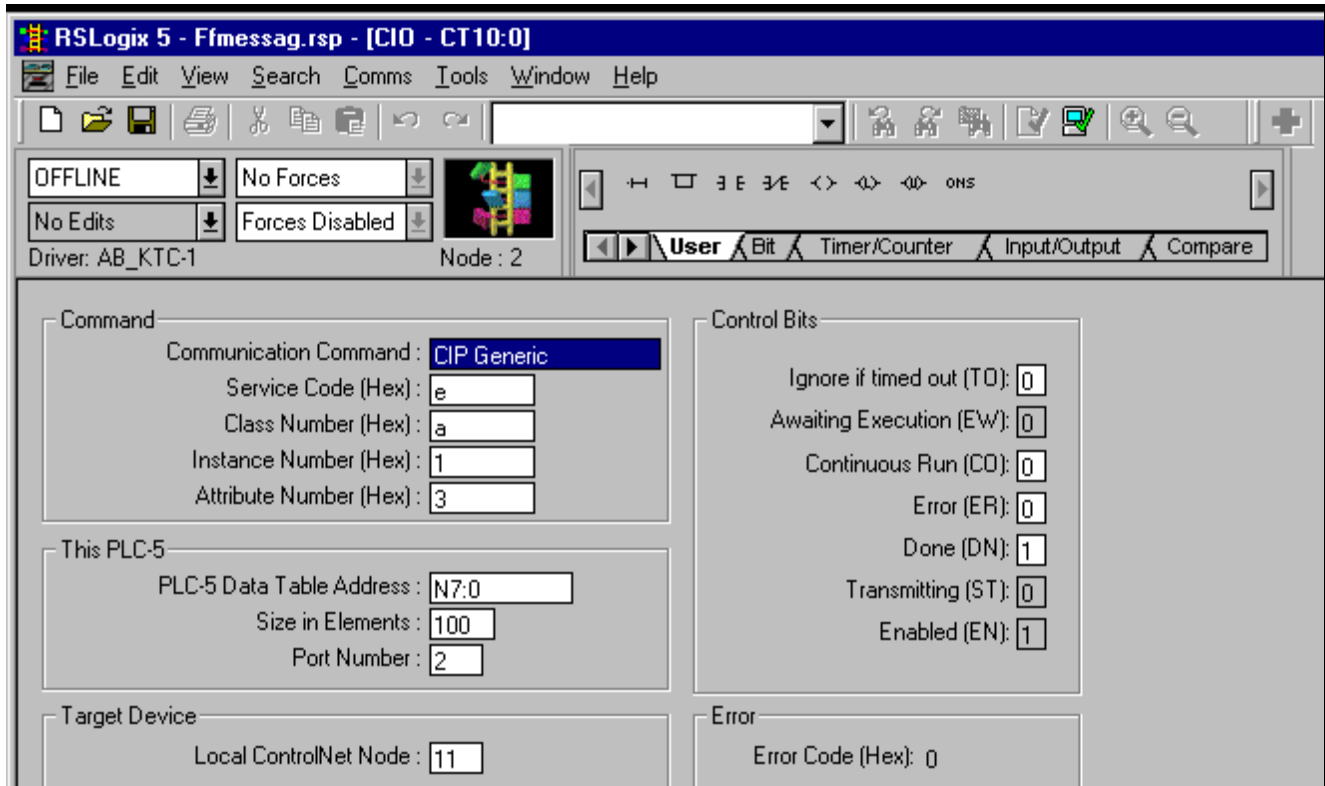 RSLogix 5 - Ffmessag.rsp - [CIO - CT10:0]
File Edit View Search Comms Tools Window Help
OFFLINE
No Forces
No Edits
Forces Disabled
Driver: AB_KTC-1
Node : 2
ONS
User Bit Timer/Counter Input/Output Compare
Command
Communication Command : CIP Generic
Service Code (Hex) : e
Class Number (Hex) : a
Instance Number (Hex) : 1
Attribute Number (Hex) : 3
This PLC-5
PLC-5 Data Table Address : N7:0
Size in Elements : 100
Port Number : 2
Target Device
Local ControlNet Node : 11
Control Bits
Ignore if timed out (TO): 0
Awaiting Execution (EW): 0
Continuous Run (CO): 0
Error (ER): 0
Done (DN): 1
Transmitting (ST): 0
Enabled (EN): 1
Error
Error Code (Hex): 0